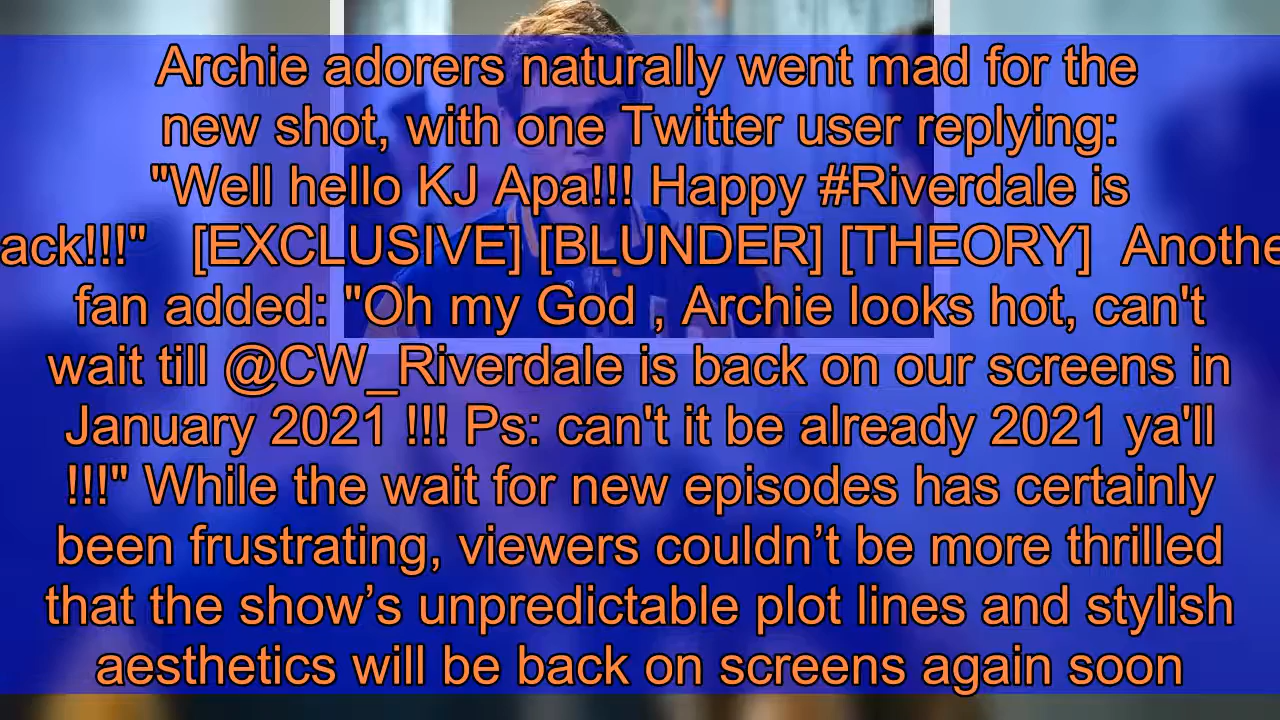 Archie adorers naturally went mad for the
new shot, with one Twitter user replying:
"Well hello KJ Apa!!! Happy #Riverdale is
ack!!!" [EXCLUSIVE] [BLUNDER] [THEORY] Anothe
fan added: "Oh my God , Archie looks hot, can't
wait till @CW_Riverdale is back on our screens in
January 2021 !!! Ps: can't it be already 2021 ya'll
!!!" While the wait for new episodes has certainly
been frustrating, viewers couldn’t be more thrilled
that the show’s unpredictable plot lines and stylish
aesthetics will be back on screens again soon